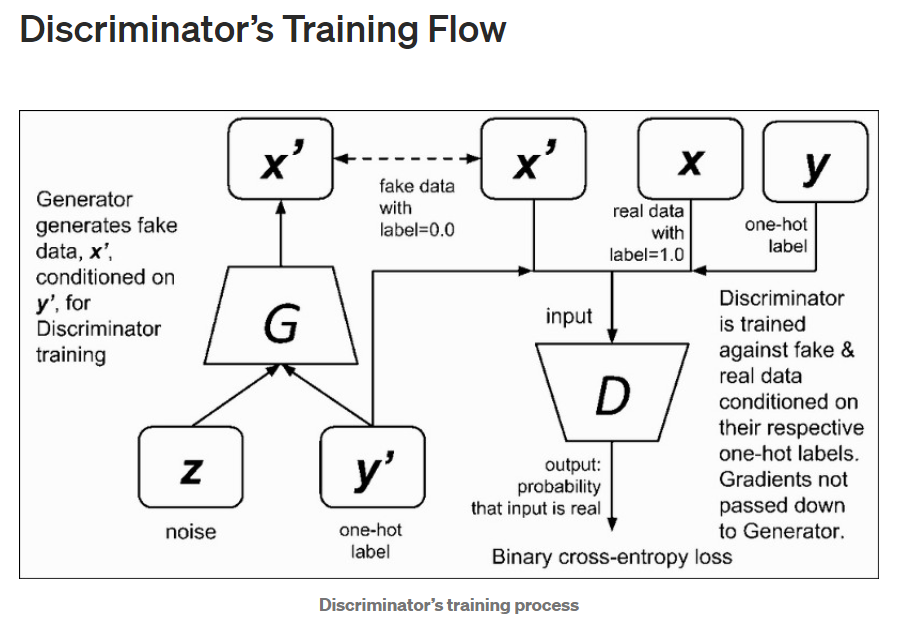 Discriminator's Training Flow
x’
x’
x
y
Generator
generates fake
data, x’,
conditioned on
y’, for
Discriminator
training
fake data
with
label=0.0
real data
with
label=1.0
one-hot
label
G
input
D
Discriminator
is trained
against fake &
real data
conditioned on
their respective
one-hot labels.
Gradients not
passed down
to Generator.
z
noise
y’
one-hot
label
output:
probability
that input is real
Binary cross-entropy loss
Discriminator's training process